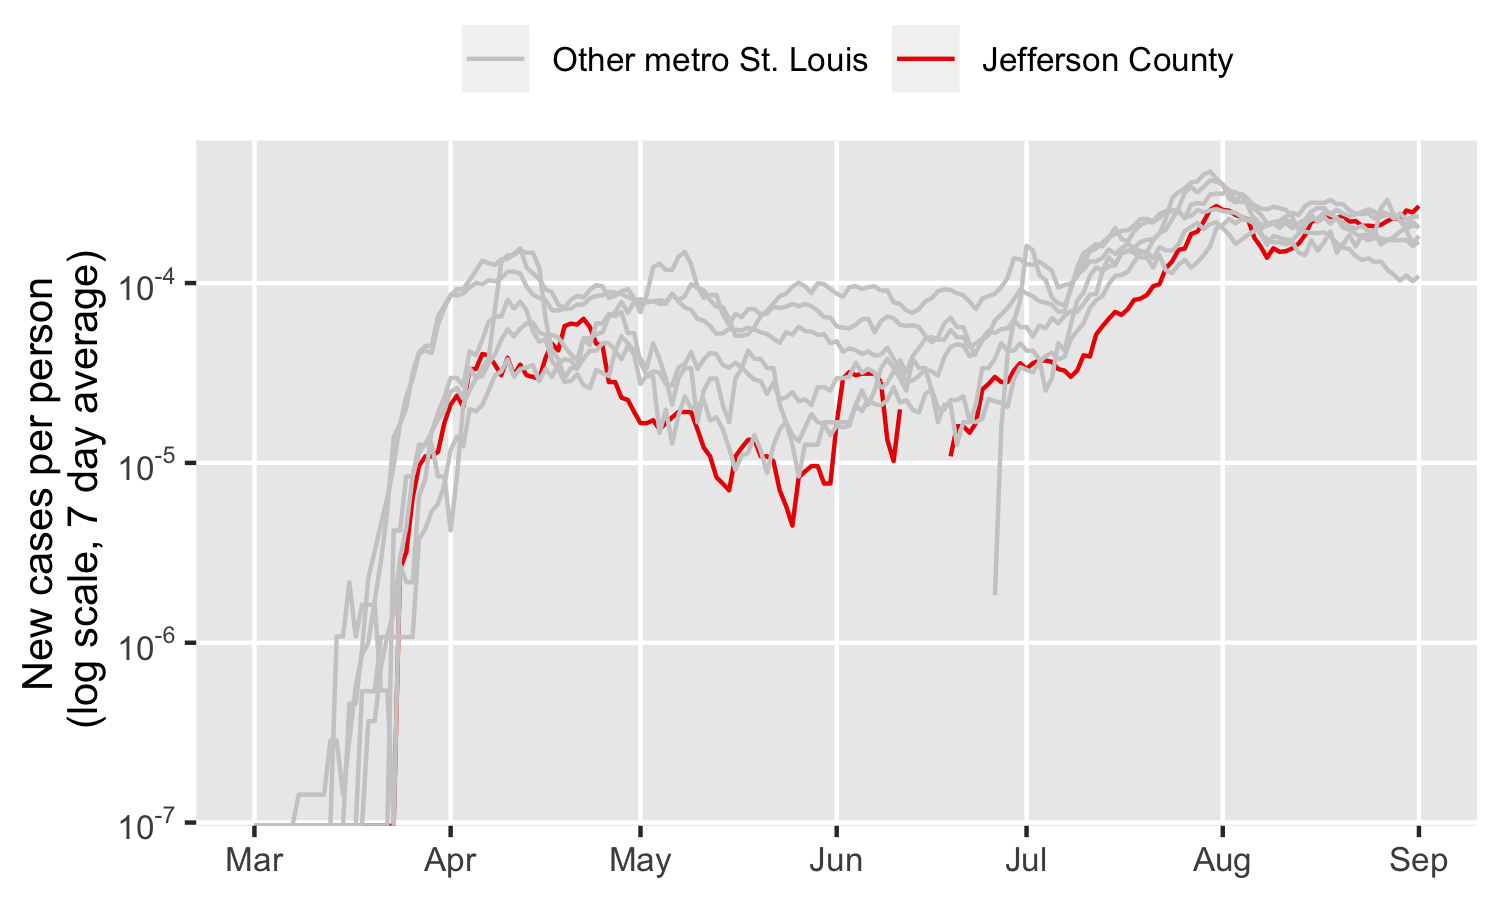 Other metro St. Louis Jefferson County
New cases per person
(log scale, 7 day average)
10-4
10-5
10-6
10-7
Mar Apr May Jun Jul Aug Sep